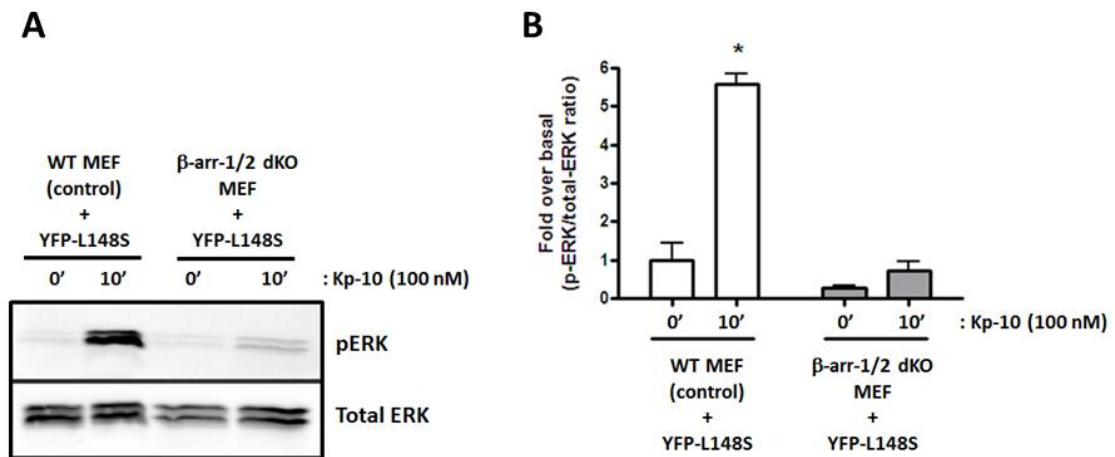 A
WT MEF
(control)
+
YFP-L148S
β-arr-1/2 dKO
MEF
+
YFP-L148S
0’ 10’ 0’ 10’ : Kp-10 (100 nM)
pERK
Total ERK
B
Fold over basal
(p-ERK/total-ERK ratio)
6
5
4
3
2
1
0
*
0’ 10’ 0’ 10’ : Kp-10 (100 nM)
WT MEF
(control)
+
YFP-L148S
β-arr-1/2 dKO
MEF
+
YFP-L148S